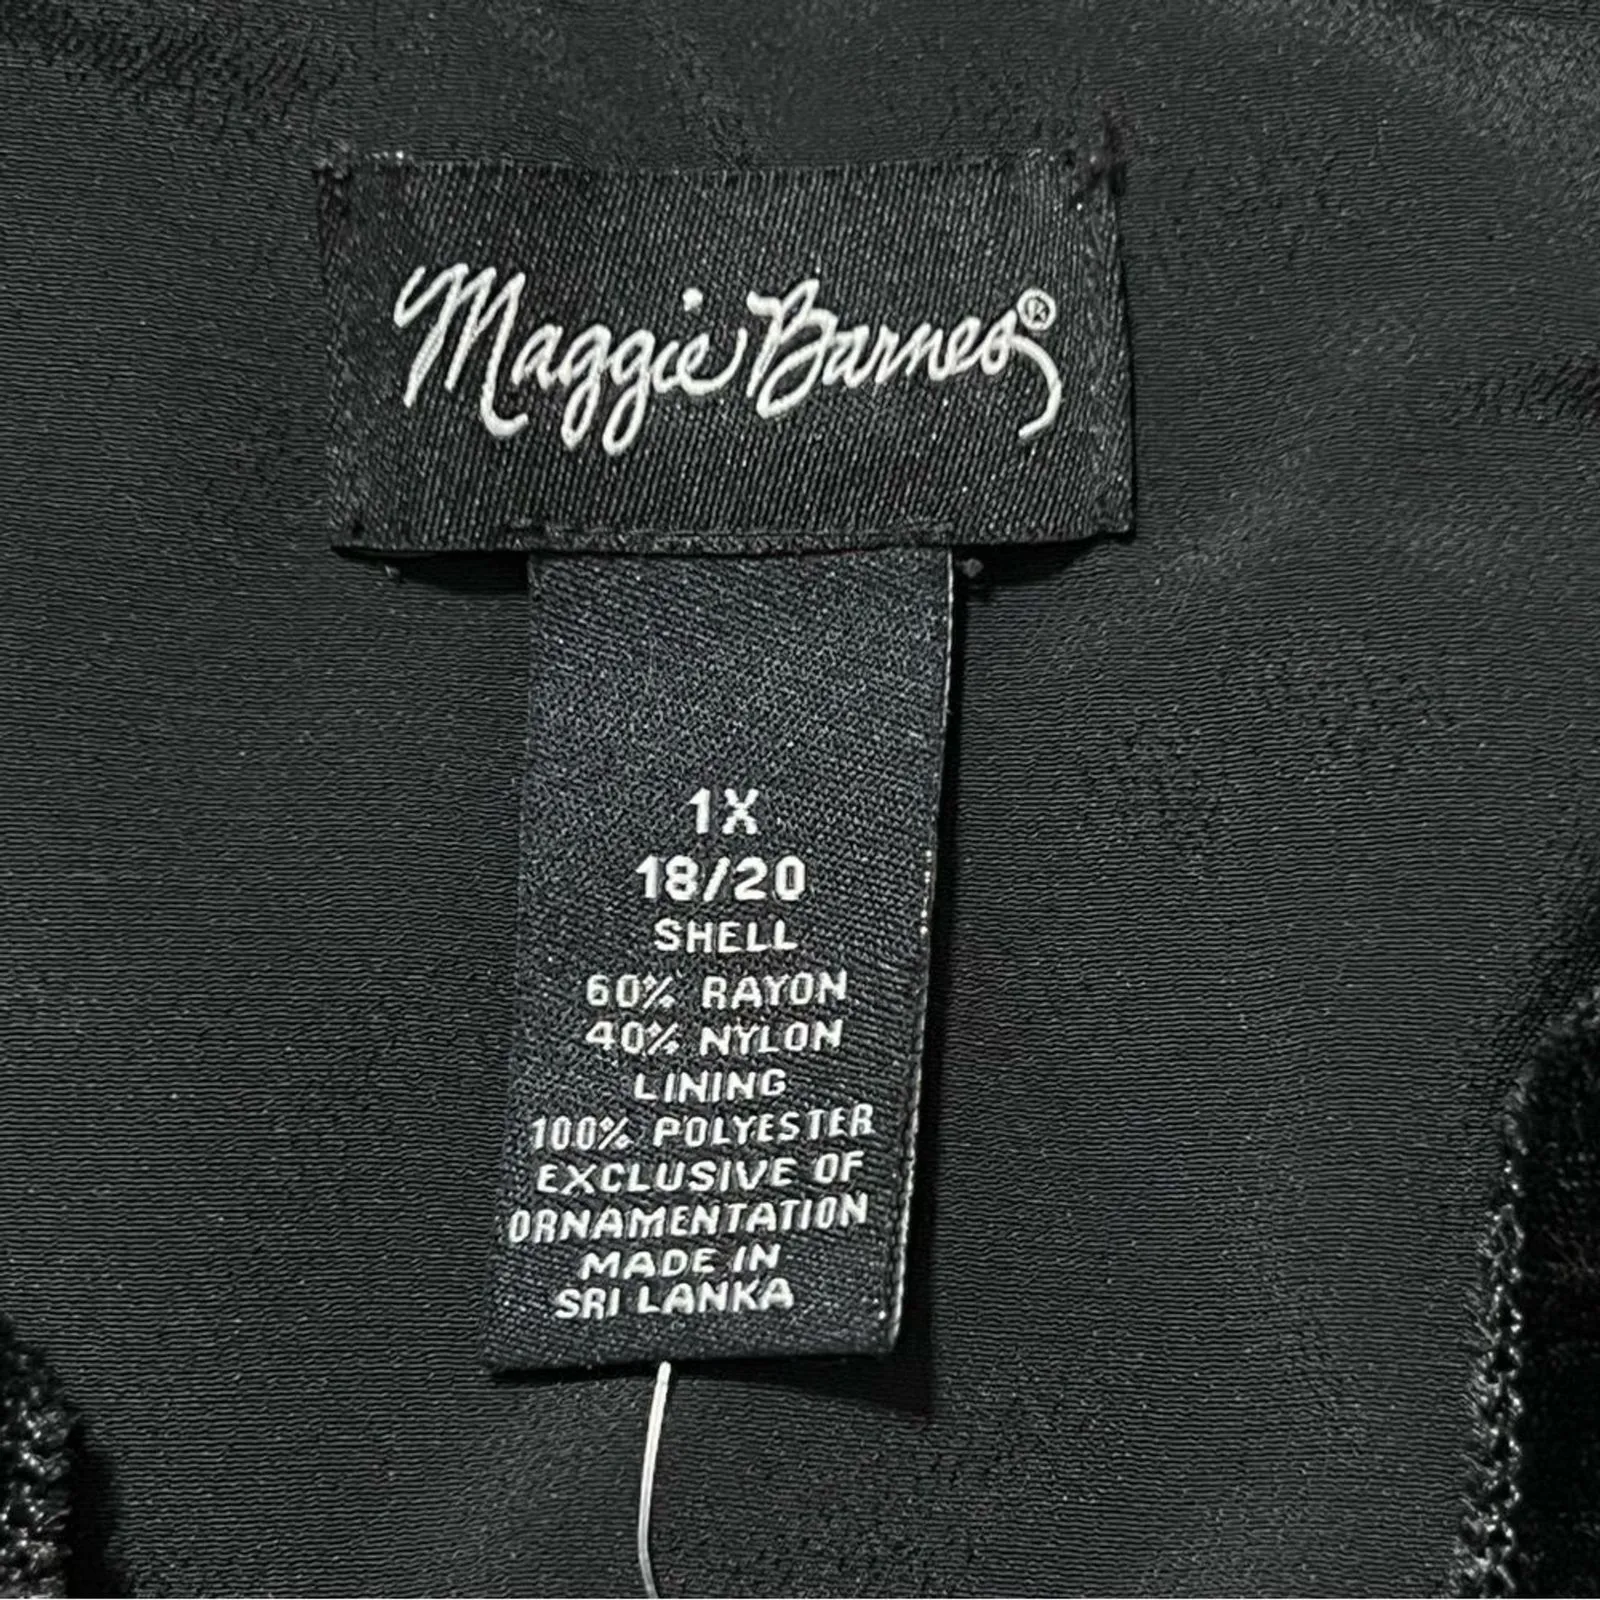 Maggie Barnes®
1X
18/20
SHELL
60% RAYON
40% NYLON
LINING
100% POLYESTER
EXCLUSIVE OF
ORNAMENTATION
MADE IN
SRI LANKA